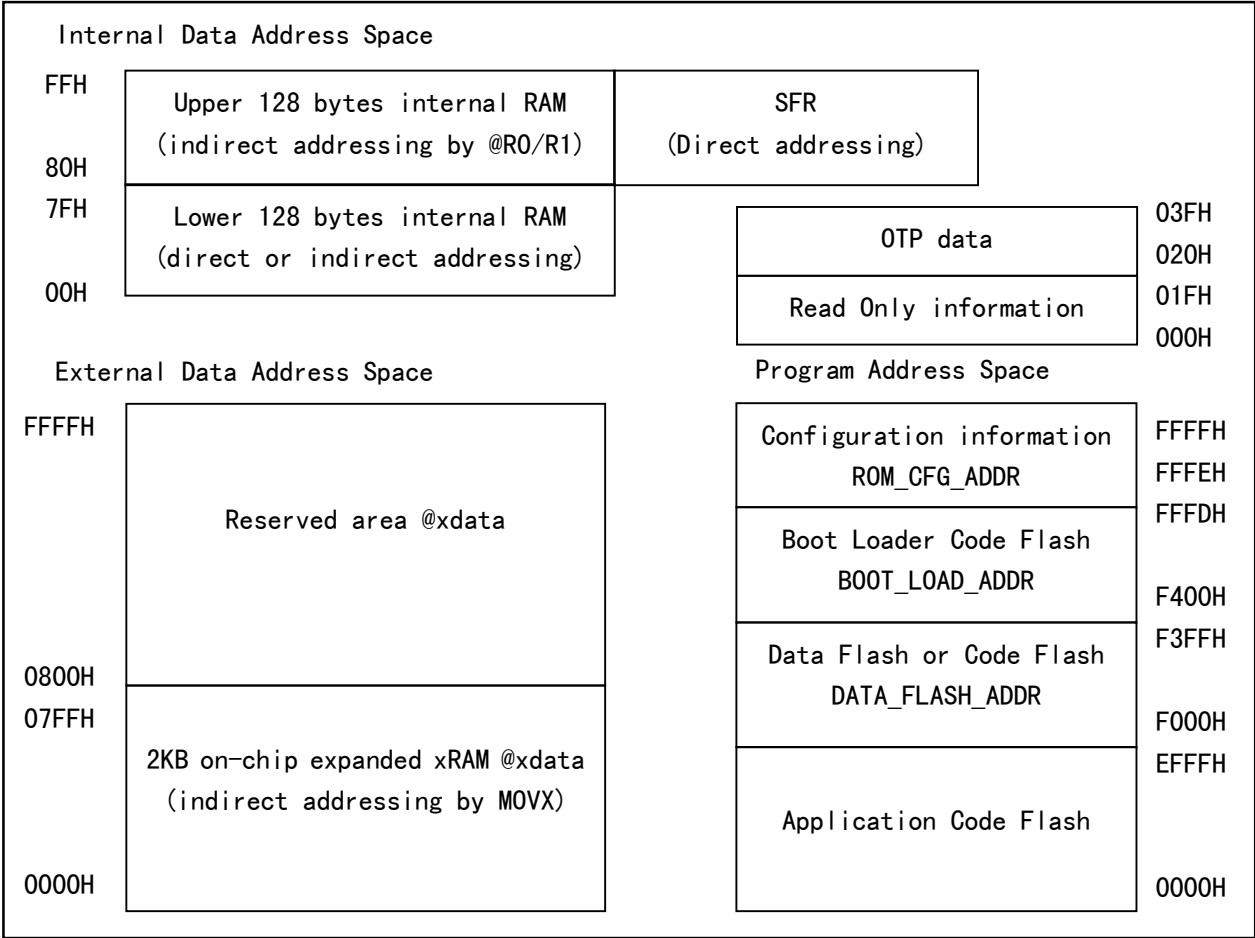 Internal Data Address Space
FFH
Upper 128 bytes internal RAM
(indirect addressing by @R0/R1)
80H
SFR
(Direct addressing)
7FH
Lower 128 bytes internal RAM
(direct or indirect addressing)
00H
OTP data
03FH
020H
Read Only information
01FH
000H
External Data Address Space
FFFFH
Reserved area @xdata
0800H
07FFH
2KB on-chip expanded xRAM @xdata
(indirect addressing by MOVX)
0000H
Program Address Space
Configuration information
ROM_CFG_ADDR
FFFFH
FFFEH
Boot Loader Code Flash
BOOT_LOAD_ADDR
FFFDH
F400H
Data Flash or Code Flash
DATA_FLASH_ADDR
F3FFH
F000H
Application Code Flash
EFFFH
0000H